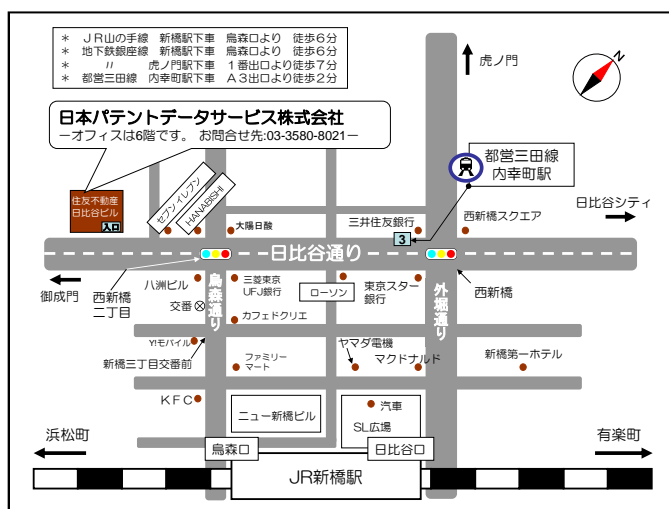 * JR山の手線 新橋駅下車 烏森口より 徒歩6分
* 地下鉄銀座線 新橋駅下車 烏森口より 徒歩6分
* 〃 虎ノ門駅下車 1番出口より徒歩7分
* 都営三田線 内幸町駅下車 A3出口より徒歩2分
虎ノ門
N
日本パテントデータサービス株式会社
−オフィスは6階です。 お問合せ先:03-3580-8021−
都営三田線
内幸町駅
住友不動産
日比谷ビル
入口
セブンイレブン
HANABISHI
大陽日酸
三井住友銀行
3
西新橋スクエア
日比谷シティ
日比谷通り
御成門
西新橋
二丁目
八洲ビル
交番
烏森通り
三菱東京
UFJ銀行
ローソン
東京スター
銀行
外堀通り
西新橋
カフェドクリエ
Y!モバイル
新橋三丁目交番前
ファミリー
マート
ヤマダ電機
マクドナルド
新橋第一ホテル
KFC
ニュー新橋ビル
汽車
SL広場
浜松町
烏森口
日比谷口
有楽町
JR新橋駅